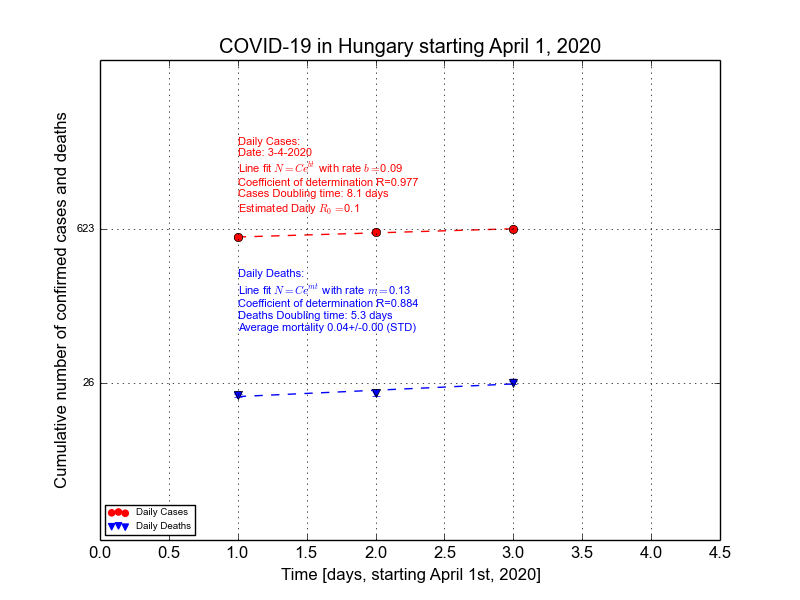 COVID-19 in Hungary starting April 1, 2020
Cumulative number of confirmed cases and deaths
Daily Cases:
Date: 3-4-2020
Line fit N = Ce^{bt} with rate b =0.09
Coefficient of determination R=0.977
Cases Doubling time: 8.1 days
Estimated Daily R_0 =0.1
623
Daily Deaths:
Line fit N = Ce^{mt} with rate m =0.13
Coefficient of determination R=0.884
Deaths Doubling time: 5.3 days
Average mortality 0.04+/-0.00 (STD)
26
Daily Cases
Daily Deaths
0.0 0.5 1.0 1.5 2.0 2.5 3.0 3.5 4.0 4.5
Time [days, starting April 1st, 2020]